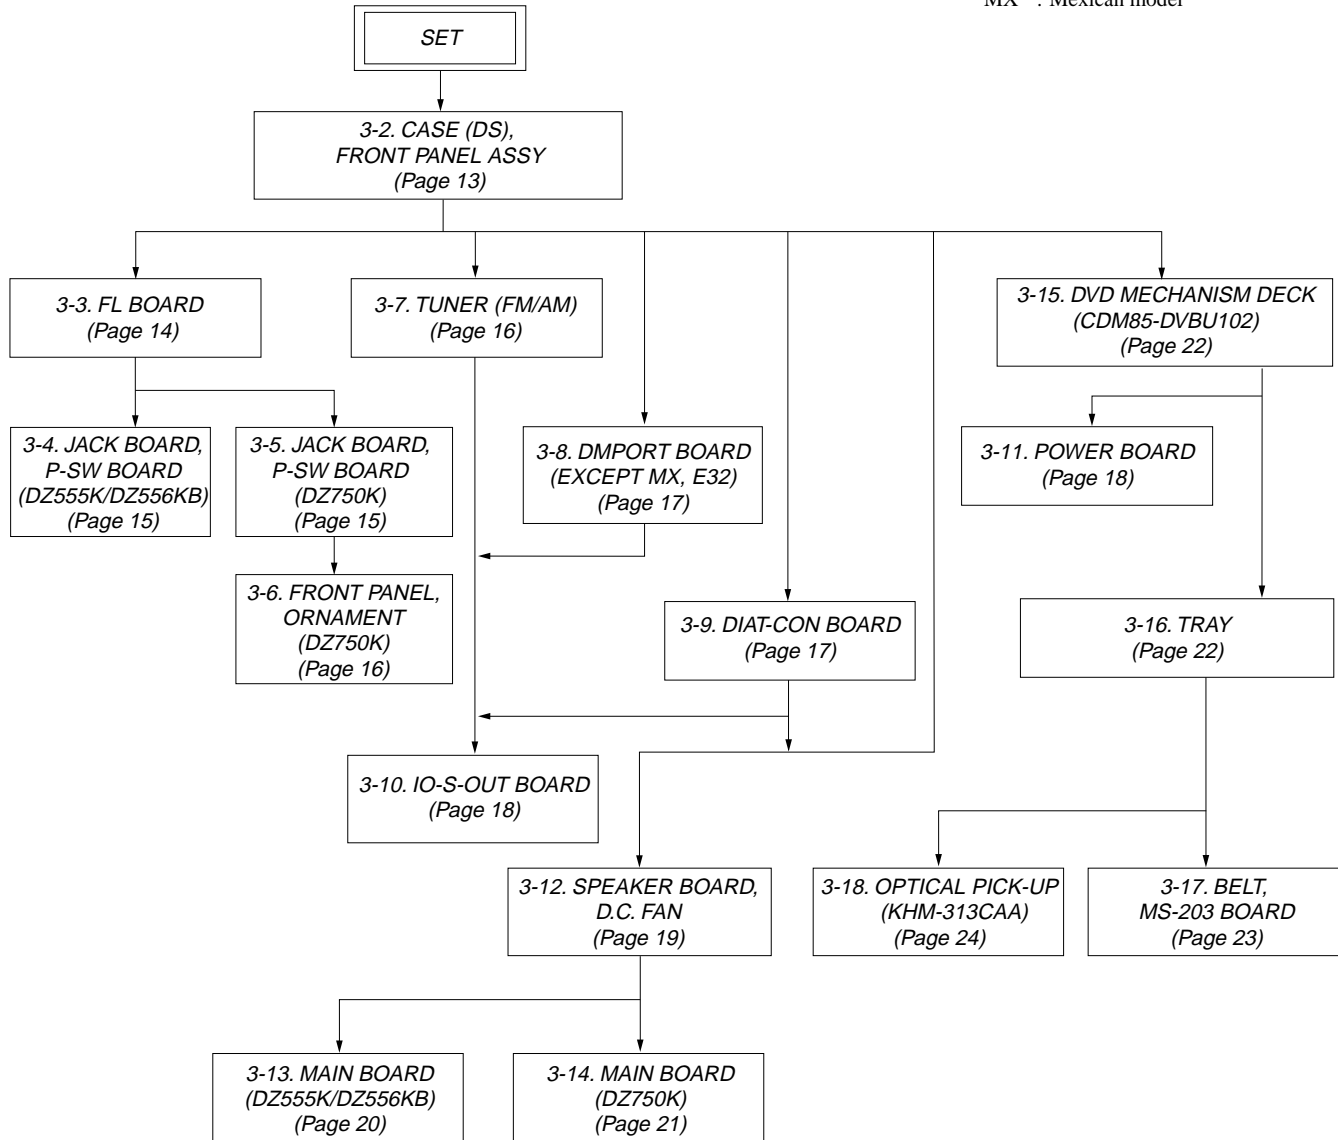 MX : Mexican model
SET
3-2. CASE (DS),
FRONT PANEL ASSY
(Page 13)
3-3. FL BOARD
(Page 14)
3-7. TUNER (FM/AM)
(Page 16)
3-15. DVD MECHANISM DECK
(CDM85-DVBU102)
(Page 22)
3-4. JACK BOARD,
P-SW BOARD
(DZ555K/DZ556KB)
(Page 15)
3-5. JACK BOARD,
P-SW BOARD
(DZ750K)
(Page 15)
3-8. DMPORT BOARD
(EXCEPT MX, E32)
(Page 17)
3-11. POWER BOARD
(Page 18)
3-6. FRONT PANEL,
ORNAMENT
(DZ750K)
(Page 16)
3-9. DIAT-CON BOARD
(Page 17)
3-16. TRAY
(Page 22)
3-10. IO-S-OUT BOARD
(Page 18)
3-12. SPEAKER BOARD,
D.C. FAN
(Page 19)
3-18. OPTICAL PICK-UP
(KHM-313CAA)
(Page 24)
3-17. BELT,
MS-203 BOARD
(Page 23)
3-13. MAIN BOARD
(DZ555K/DZ556KB)
(Page 20)
3-14. MAIN BOARD
(DZ750K)
(Page 21)